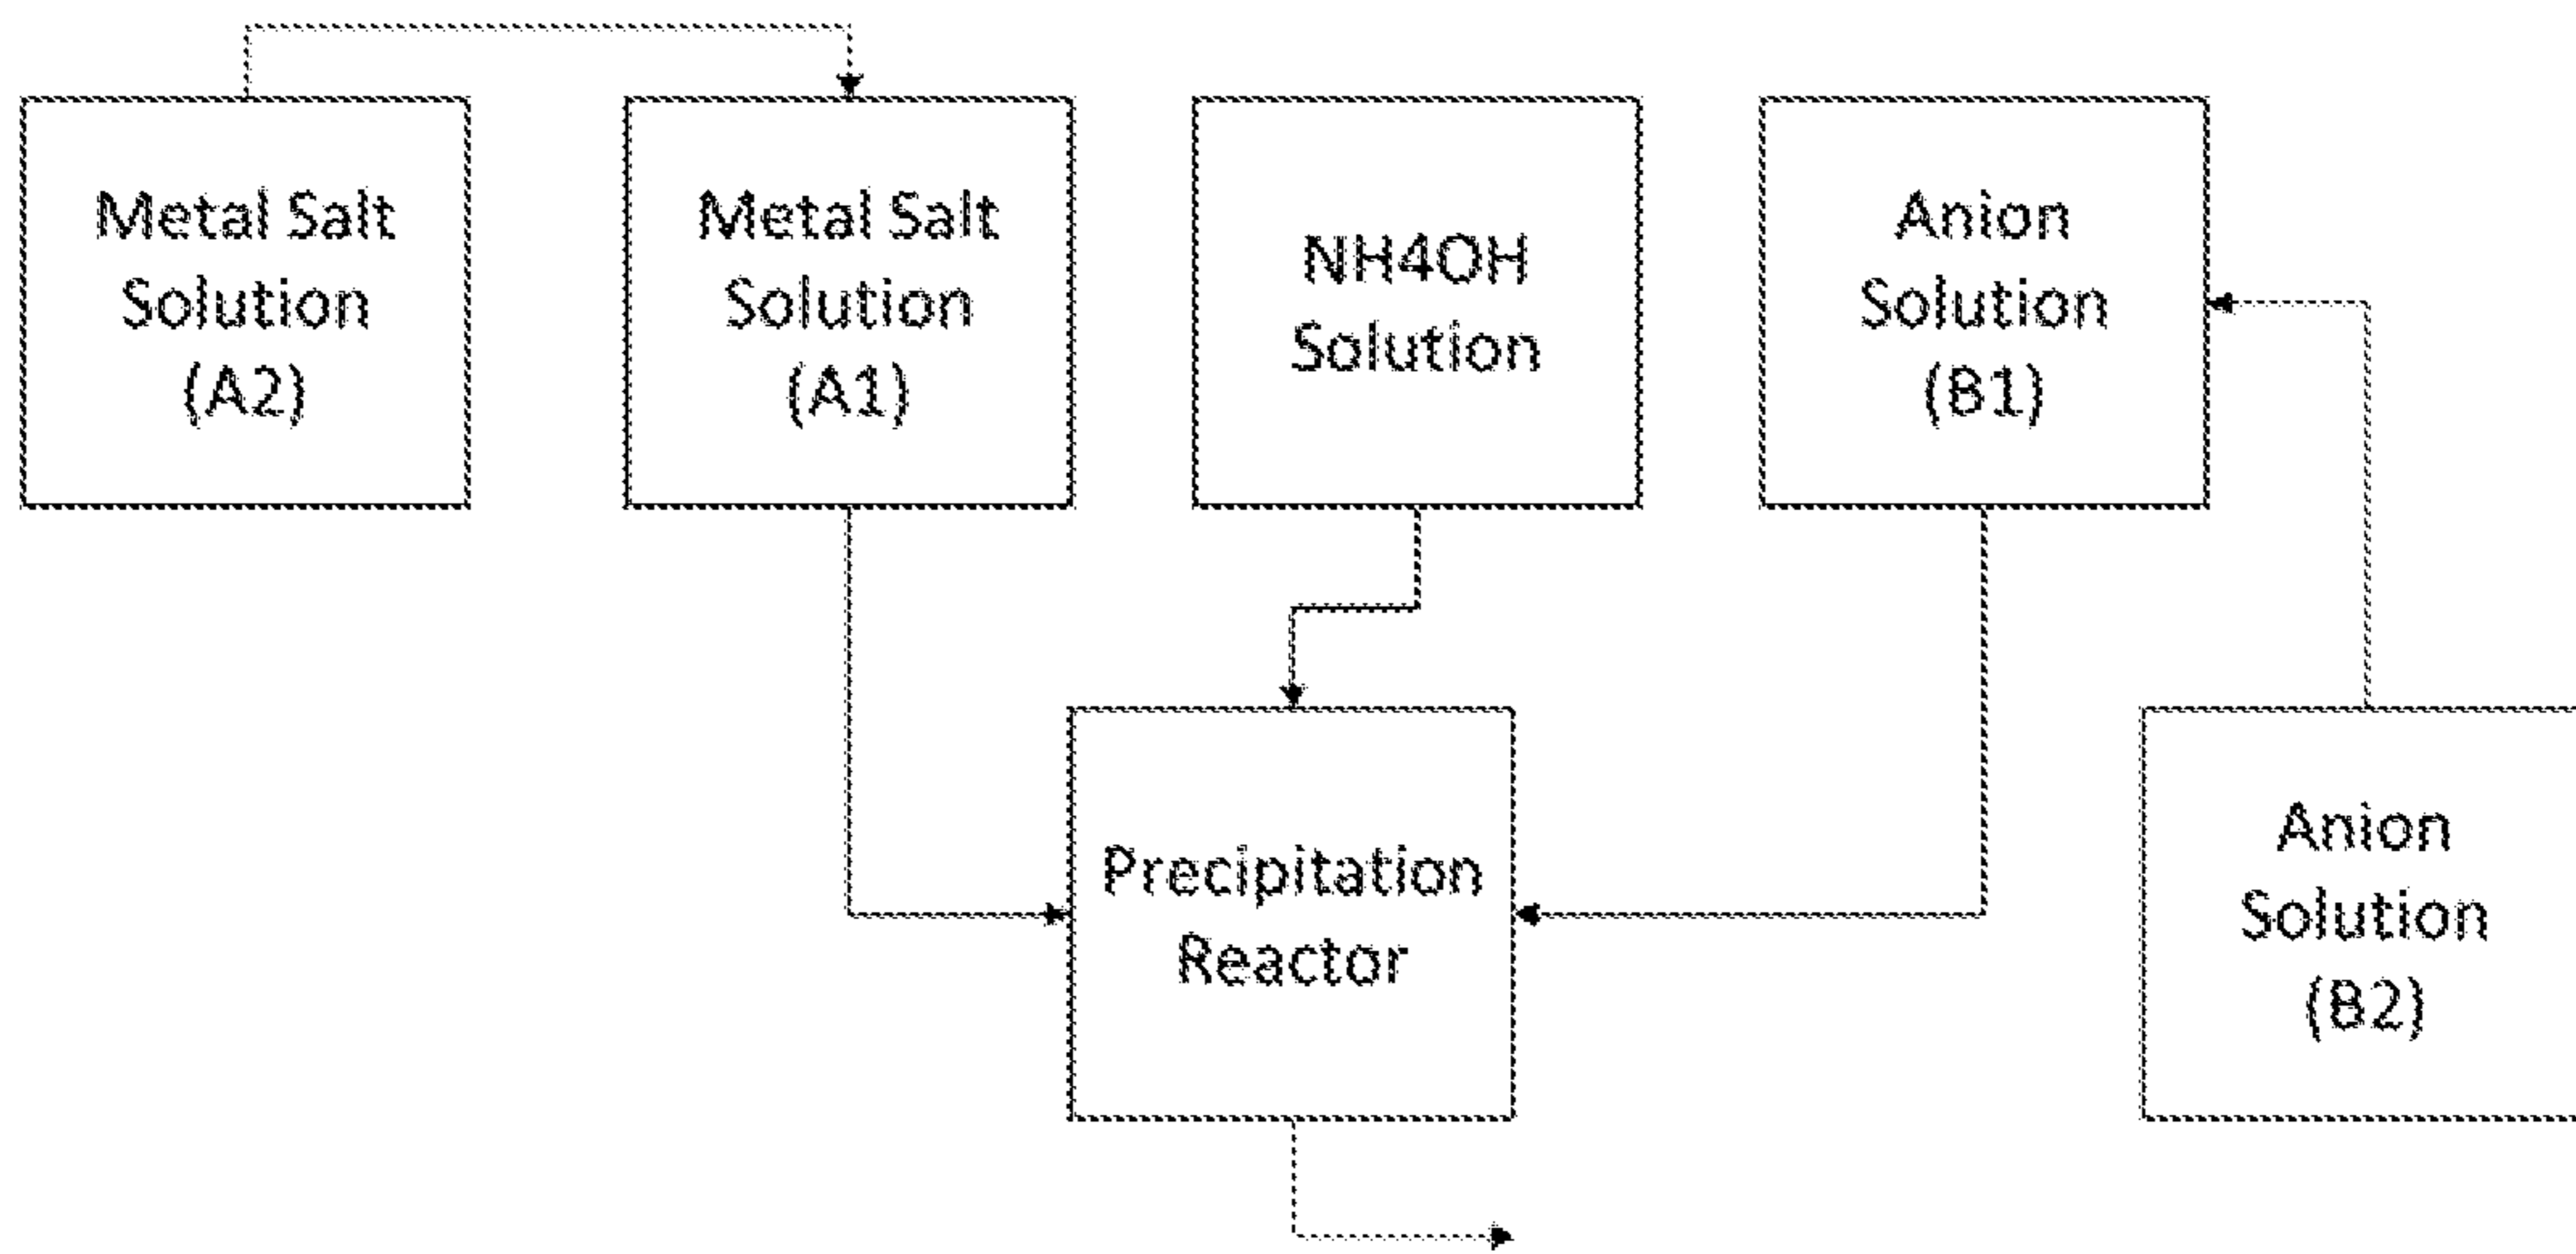 Metal Salt
Solution
(A2)
Metal Salt
Solution
(A1)
NH4OH
Solution
Anion
Solution
(B1)
Precipitation
Reactor
Anion
Solution
(B2)